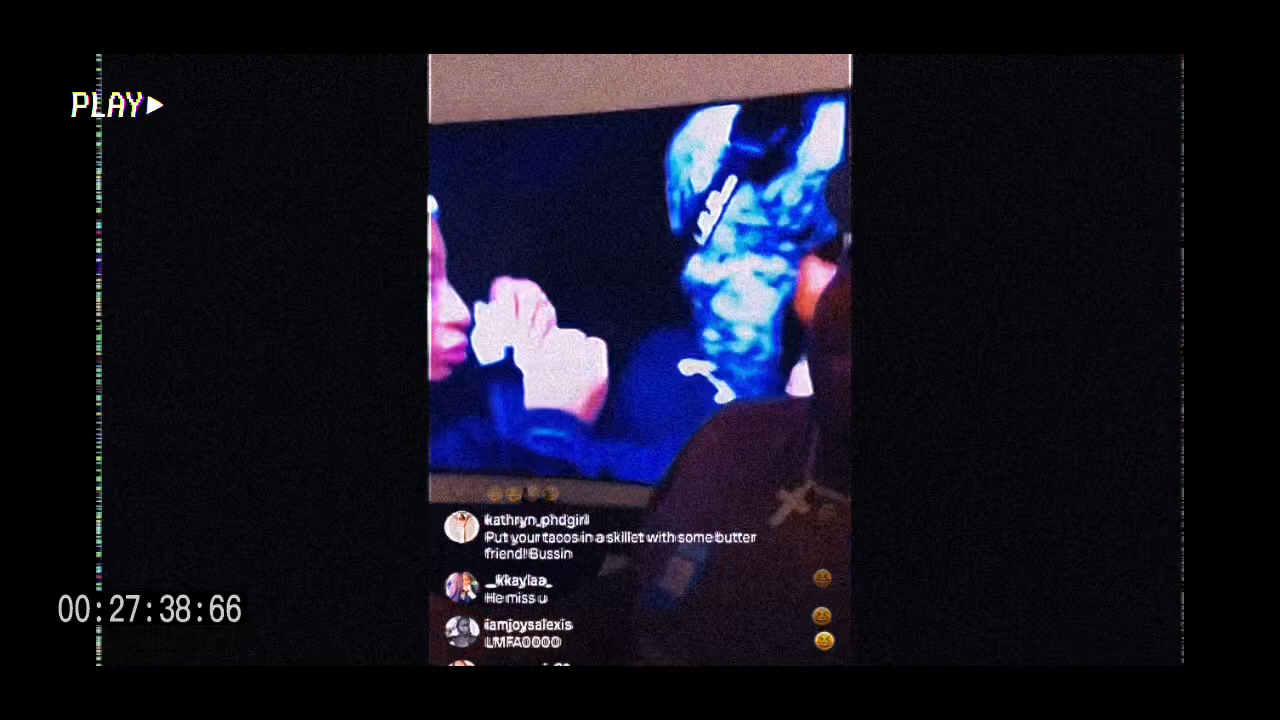 PLAY
kathryn_phdgirl
Put your tacos in a skillet with some butter
friend! Bussin
_kkaylaa_
He miss u
iamjoysalexis
LMFAOOOO
00:27:38:66